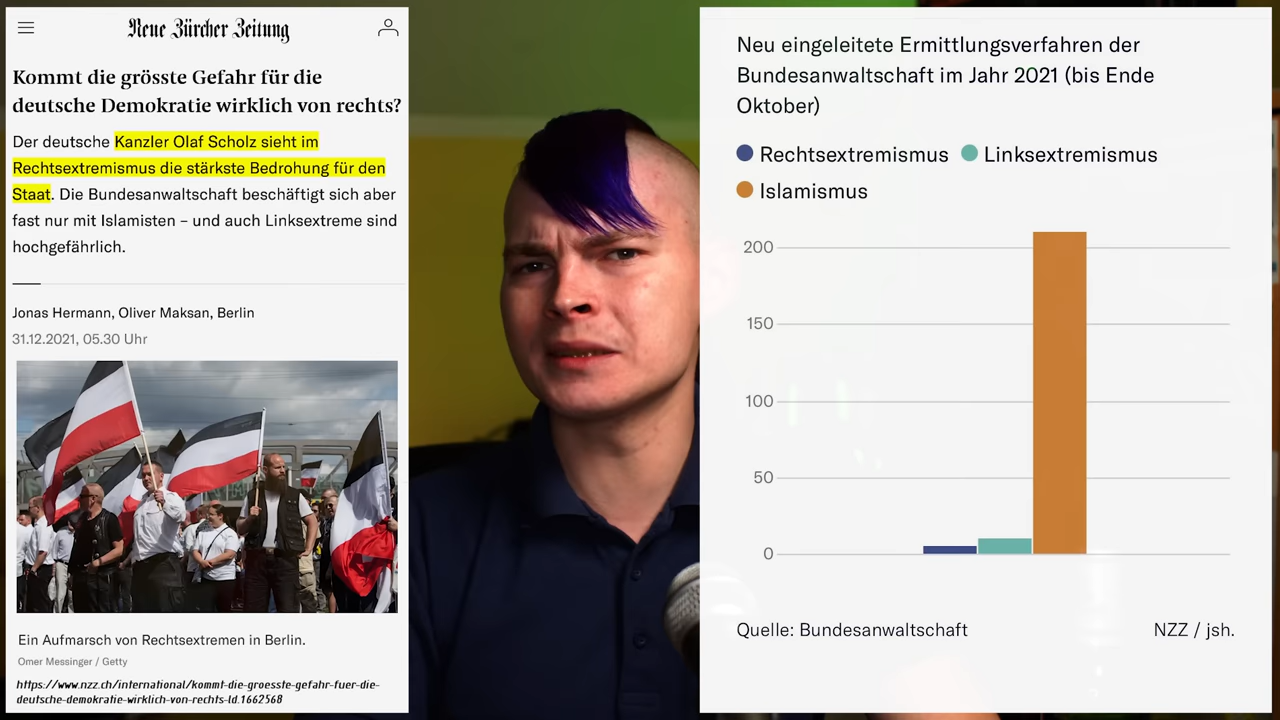 Neue Zürcher Zeitung
Kommt die grösste Gefahr für die
deutsche Demokratie wirklich von rechts?
Der deutsche Kanzler Olaf Scholz sieht im
Rechtsextremismus die stärkste Bedrohung für den
Staat. Die Bundesanwaltschaft beschäftigt sich aber
fast nur mit Islamisten – und auch Linksextreme sind
hochgefährlich.
Jonas Hermann, Oliver Maksan, Berlin
31.12.2021, 05.30 Uhr
Ein Aufmarsch von Rechtsextremen in Berlin.
Omer Messinger / Getty
https://www.nzz.ch/international/kommt-die-groesste-gefahr-fuer-die-
deutsche-demokratie-wirklich-von-rechts-ld.1662568
Neu eingeleitete Ermittlungsverfahren der
Bundesanwaltschaft im Jahr 2021 (bis Ende
Oktober)
Rechtsextremismus Linksextremismus
Islamismus
200
150
100
50
0
Quelle: Bundesanwaltschaft NZZ / jsh.